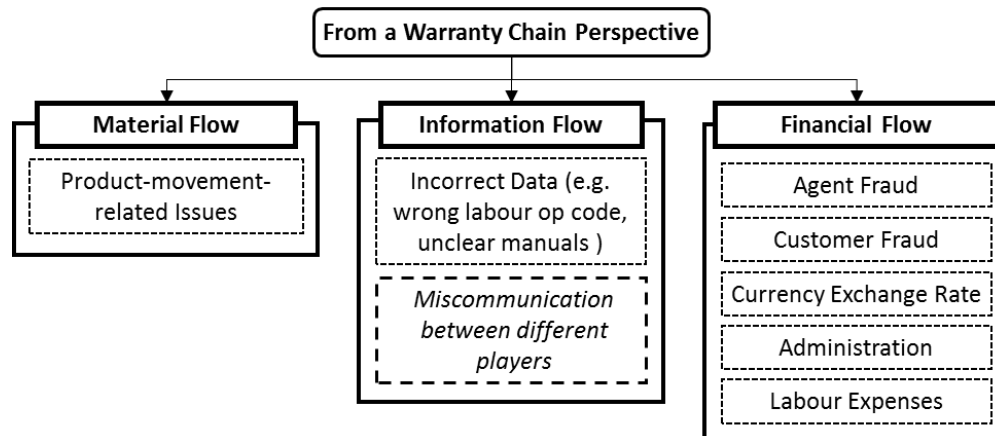 From a Warranty Chain Perspective
Material Flow
Product-movement-
related Issues
Information Flow
Incorrect Data (e.g.
wrong labour op code,
unclear manuals )
Miscommunication
between different
players
Financial Flow
Agent Fraud
Customer Fraud
Currency Exchange Rate
Administration
Labour Expenses